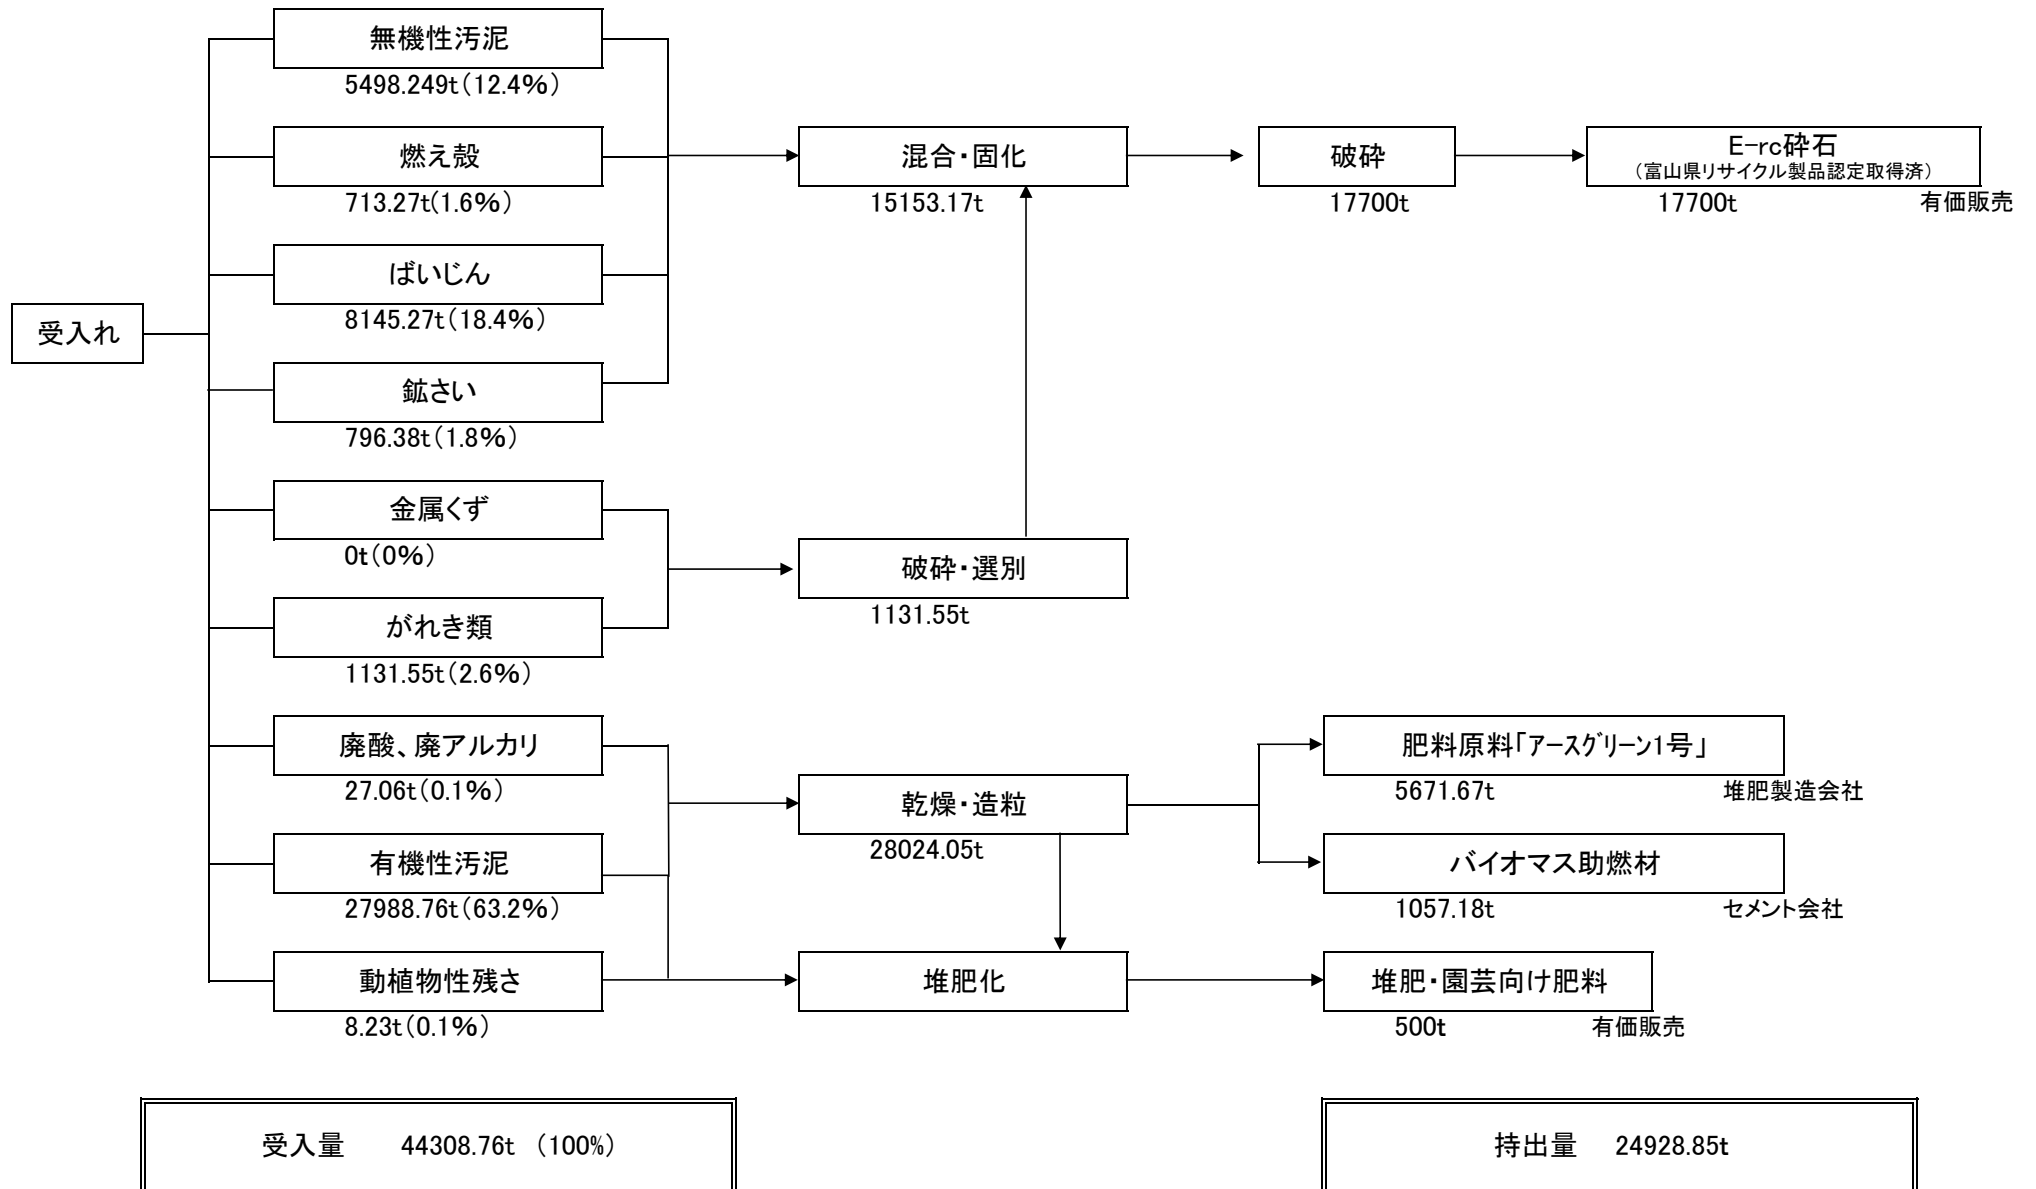 無機性汚泥
5498.249t(12.4%)
燃え殻
713.27t(1.6%)
ばいじん
8145.27t(18.4%)
受入れ
鉱さい
796.38t(1.8%)
金属くず
0t(0%)
がれき類
1131.55t(2.6%)
廃酸、廃アルカリ
27.06t(0.1%)
有機性汚泥
27988.76t(63.2%)
動植物性残さ
8.23t(0.1%)
混合・固化
15153.17t
破砕
17700t
E-rc砕石
(富山県リサイクル製品認定取得済)
17700t 有価販売
破砕・選別
1131.55t
乾燥・造粒
28024.05t
堆肥化
肥料原料「アースグリーン1号」
5671.67t 堆肥製造会社
バイオマス助燃材
1057.18t セメント会社
堆肥・園芸向け肥料
500t 有価販売
受入量 44308.76t (100%)
持出量 24928.85t